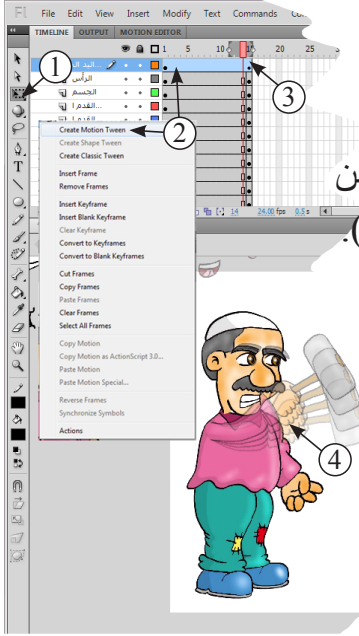 Fl File Edit View Insert Modify Text Commands
TIMELINE OUTPUT MOTION EDITOR
1 5 10 15 20 25
اليد ال...
الرأس
الجسم
القدم ا...
القدم ا...
1
2
3
Create Motion Tween
Create Shape Tween
Create Classic Tween
Insert Frame
Remove Frames
Insert Keyframe
Insert Blank Keyframe
Clear Keyframe
Convert to Keyframes
Convert to Blank Keyframes
Cut Frames
Copy Frames
Paste Frames
Clear Frames
Select All Frames
Copy Motion
Copy Motion as ActionScript 3.0...
Paste Motion
Paste Motion Special...
Reverse Frames
Synchronize Symbols
Actions
14 24.00 fps 0.5 s
ن
).
4